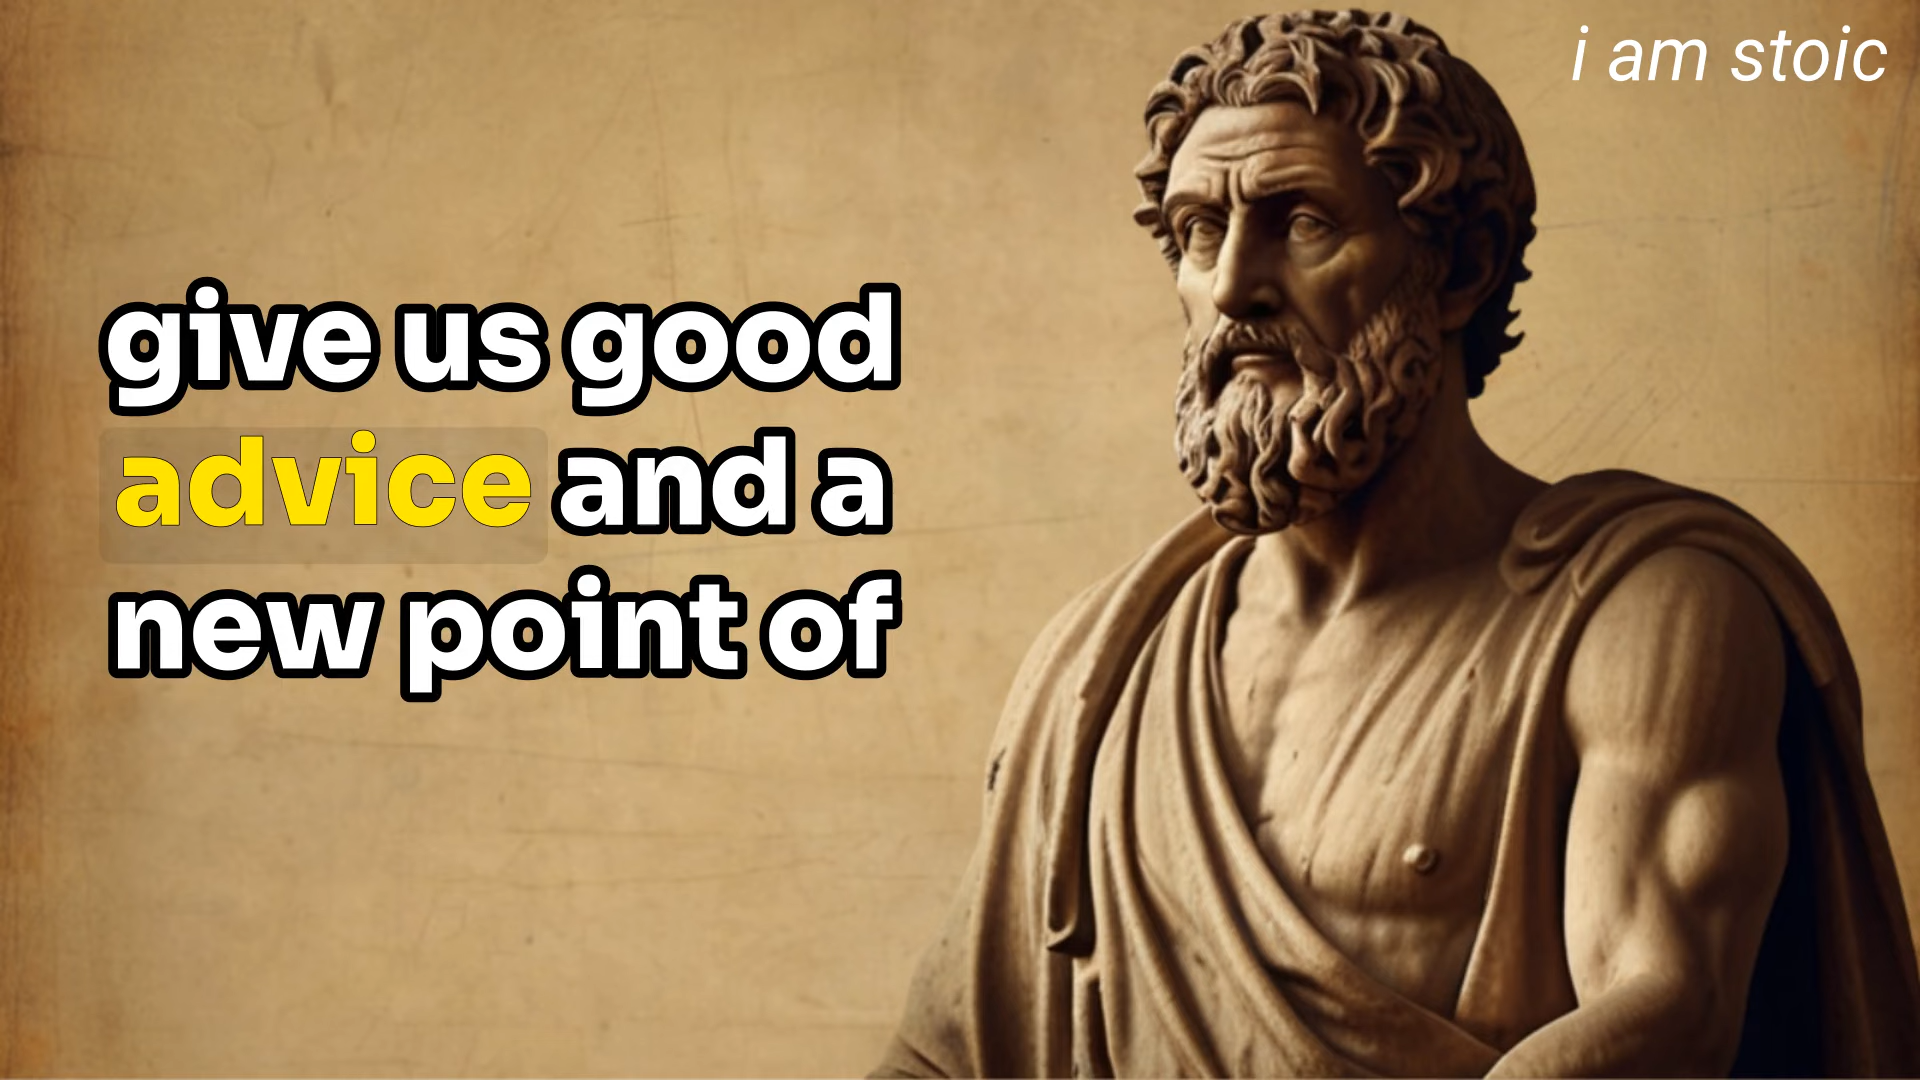 i am stoic
give us good
advice and a
new point of